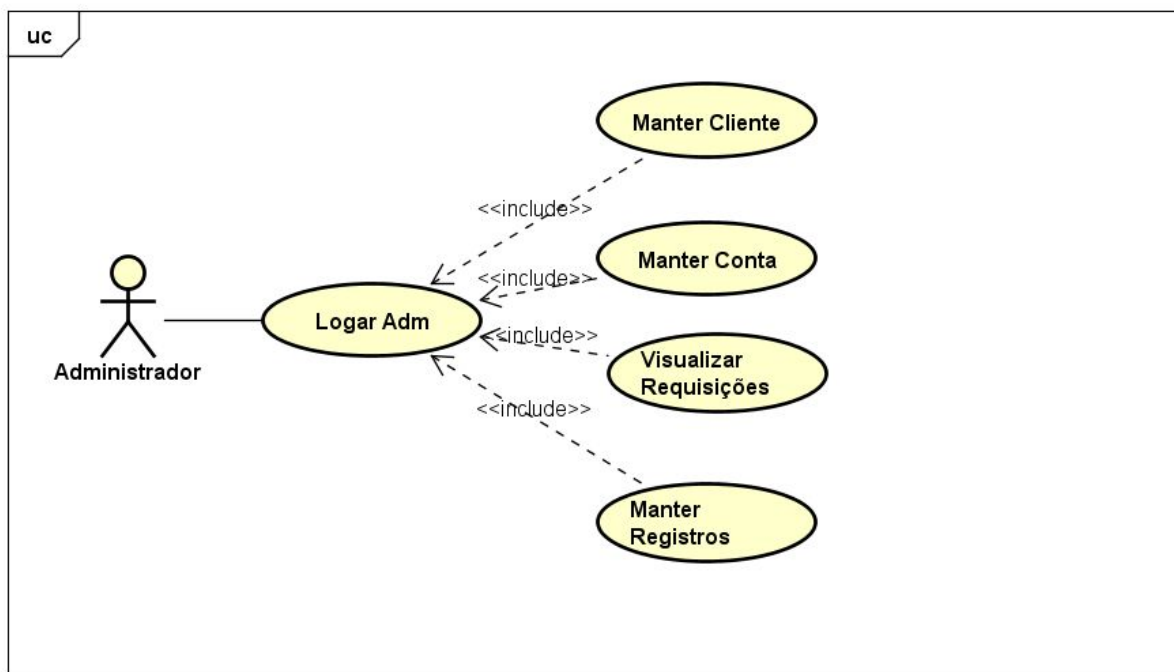 uc
Manter Cliente
<<include>>
Manter Conta
<<include>>
Logar Adm
<<include>>
Visualizar
Requisições
Administrador
<<include>>
Manter
Registros